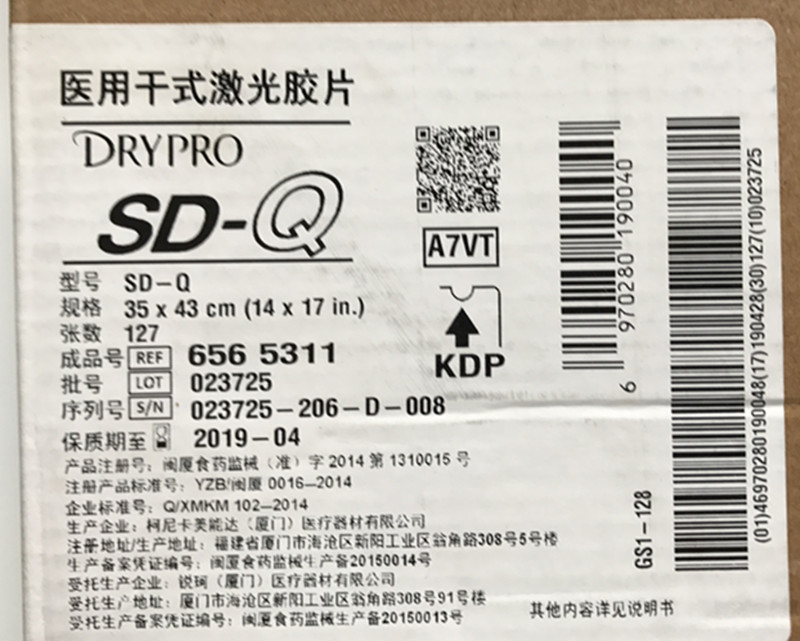 医用干式激光胶片
DRYPRO
SD-Q
A7VT
KDP
型号 SD-Q
规格 35 x 43 cm (14 x 17 in.)
张数 127
成品号 REF 656 5311
批号 LOT 023725
序列号 S/N 023725-206-D-008
保质期至 2019-04
产品注册号：闽厦食药监械（准）字 2014 第 1310015 号
注册产品标准号：YZB/闽厦 0016-2014
企业标准号：Q/XMKM 102-2014
生产企业：柯尼卡美能达（厦门）医疗器材有限公司
注册地址/生产地址：福建省厦门市海沧区新阳工业区翁角路308号5号楼
生产备案凭证编号：闽厦食药监械生产备20150014号
受托生产企业：锐珂（厦门）医疗器材有限公司
受托生产地址：厦门市海沧区新阳工业区翁角路308号91号楼
受托生产备案凭证编号：闽厦食药监械生产备20150013号
其他内容详见说明书
6 970280 190040
GS1-128
(01)46970280190048(17)190428(30)127(10)023725